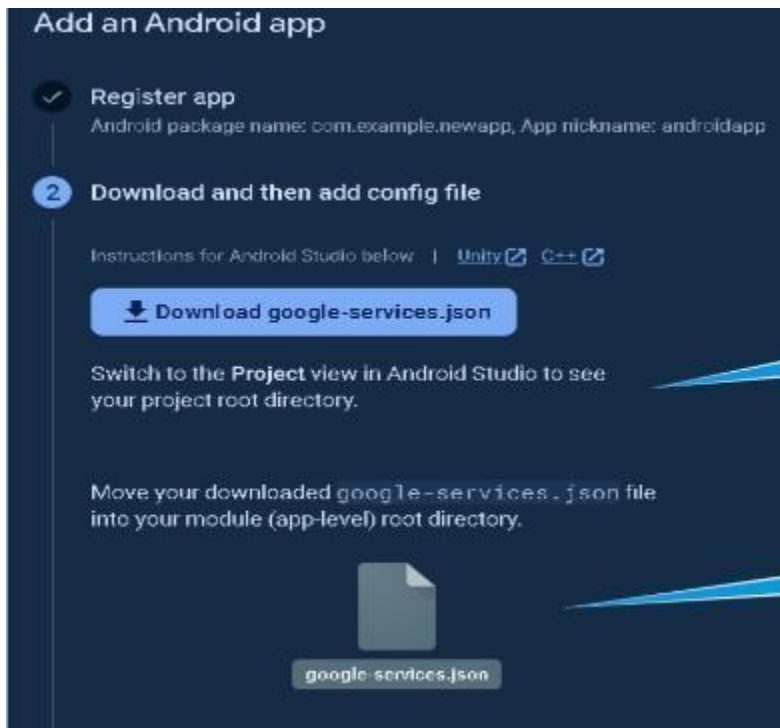 Add an Android app
Register app
Android package name: com.example.newapp, App nickname: androidapp
2
Download and then add config file
Instructions for Android Studio below | Unity C++
Download google-services.json
Switch to the Project view in Android Studio to see
your project root directory.
Move your downloaded google-services.json file
into your module (app-level) root directory.
google-services.json